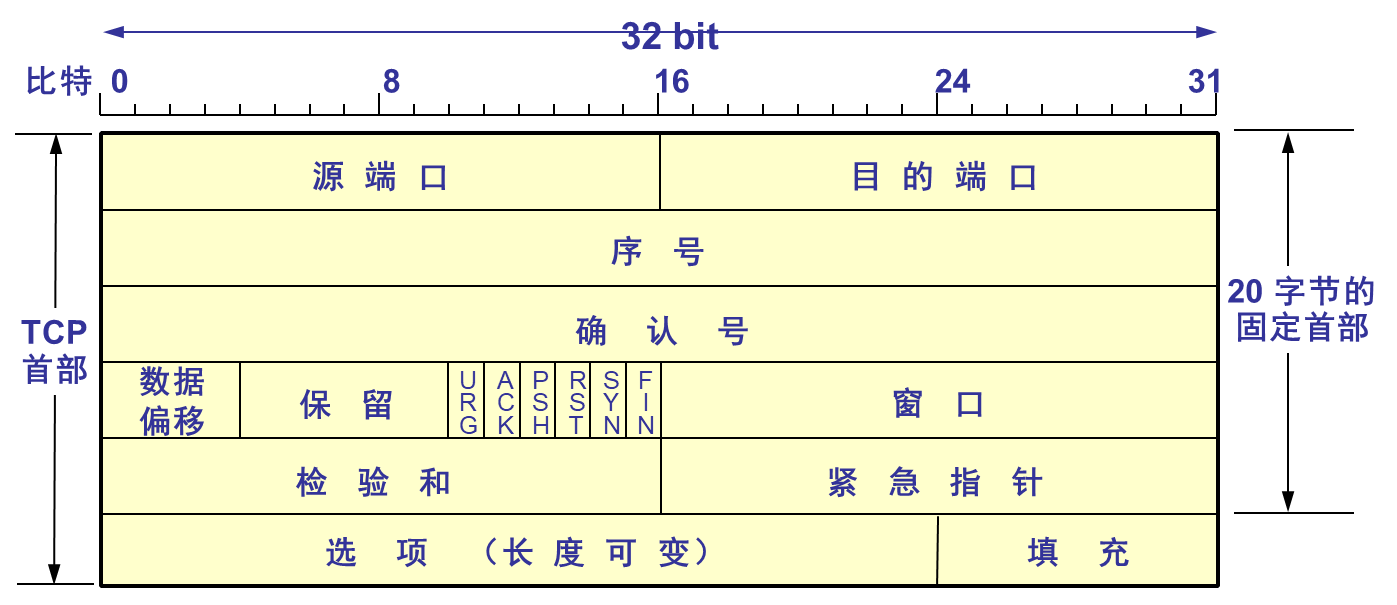 32 bit
比特 0 8 16 24 31
源端口 目的端口
序号
确认号
TCP
首部
20 字节的
固定首部
数据
偏移
保留
URG
ACK
PSH
RST
SYN
FIN
窗口
检验和 紧急指针
选项（长度可变） 填充